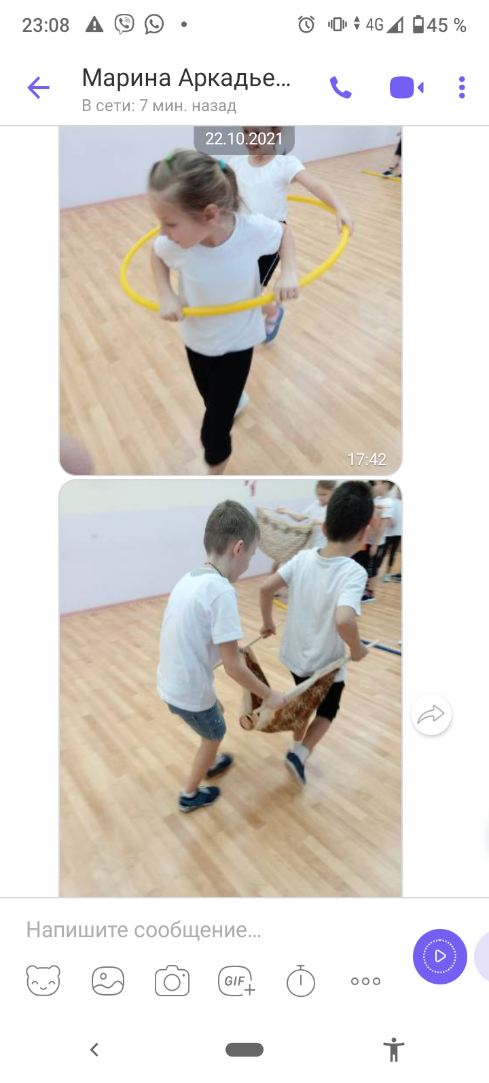 23:08
4G
45 %
Марина Аркадье...
В сети: 7 мин. назад
22.10.2021
17:42
Напишите сообщение...
GIF